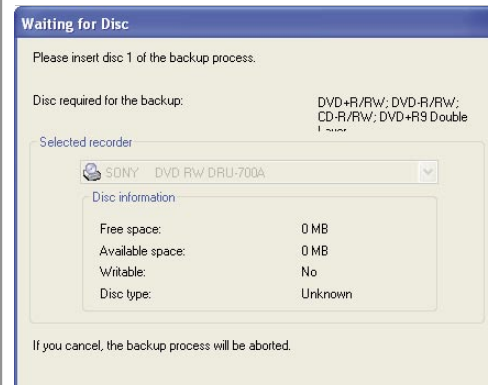 Waiting for Disc
Please insert disc 1 of the backup process.
Disc required for the backup:
DVD+R/RW; DVD-R/RW;
CD-R/RW; DVD+R9 Double
Selected recorder
SONY DVD RW DRU-700A
Disc information
Free space: 0 MB
Available space: 0 MB
Writable: No
Disc type: Unknown
If you cancel, the backup process will be aborted.